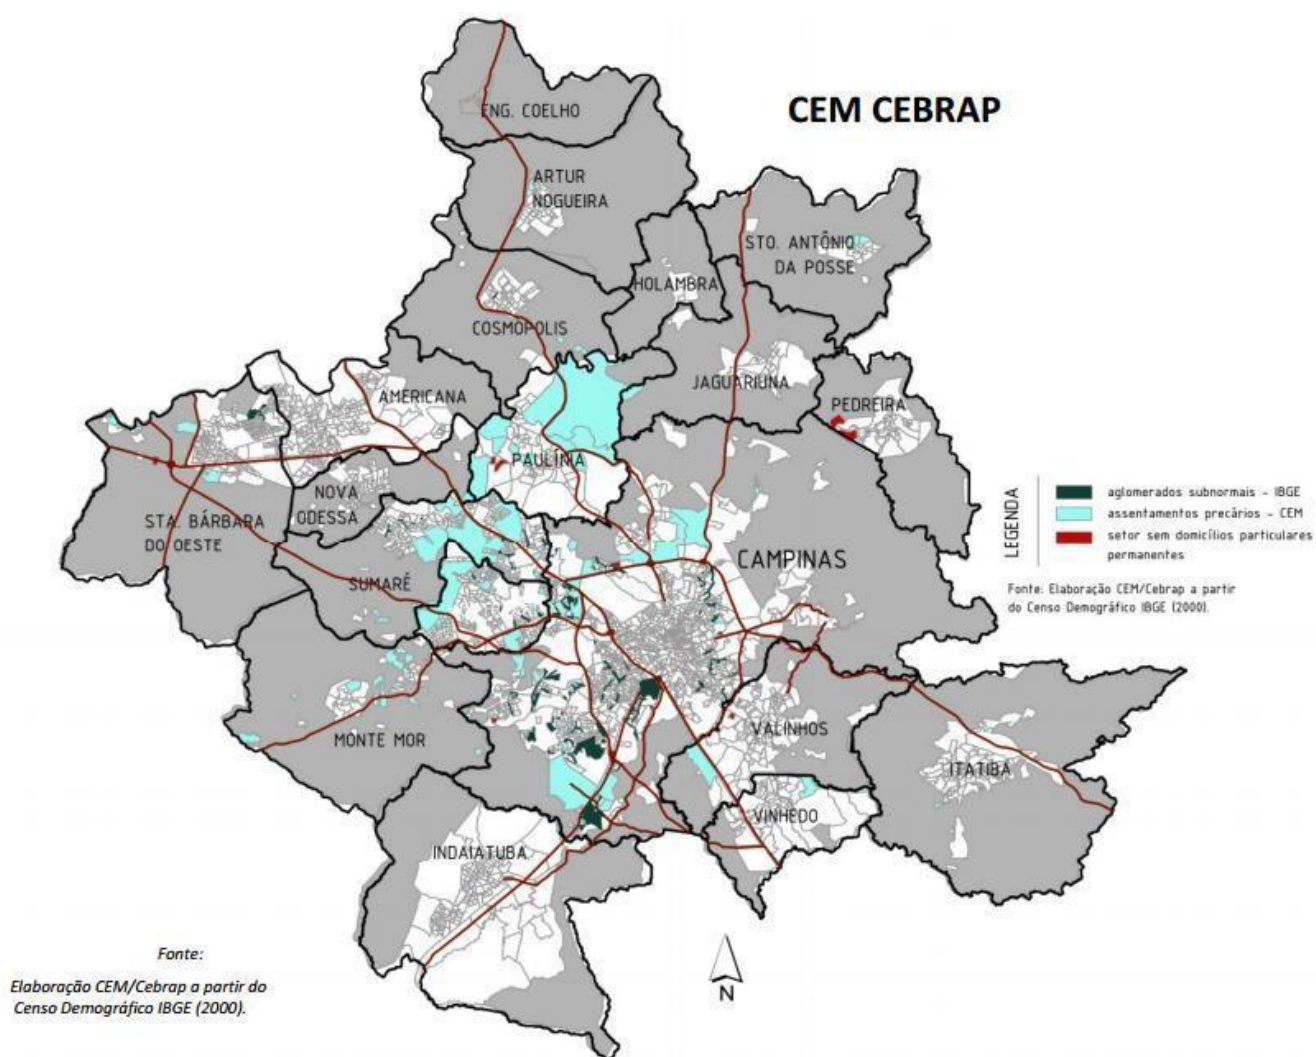 CEM CEBRAP
ENG. COELHO
ARTUR
NOGUEIRA
STO. ANTÔNIO
DA POSSE
HOLAMBRA
COSMÓPOLIS
JAGUARIUNA
AMERICANA
PEDREIRA
PAULÍNIA
NOVA
ODESSA
STA. BÁRBARA
DO OESTE
CAMPINAS
SUMARÉ
LEGENDA
aglomerados subnormais - IBGE
assentamentos precários - CEM
setor sem domicílios particulares
permanentes
Fonte: Elaboração CEM/Cebrap a partir
do Censo Demográfico IBGE (2000).
MONTE MOR
VALINHOS
ITATIBA
VINHEDO
INDAIATUBA
N
Fonte:
Elaboração CEM/Cebrap a partir do
Censo Demográfico IBGE (2000).